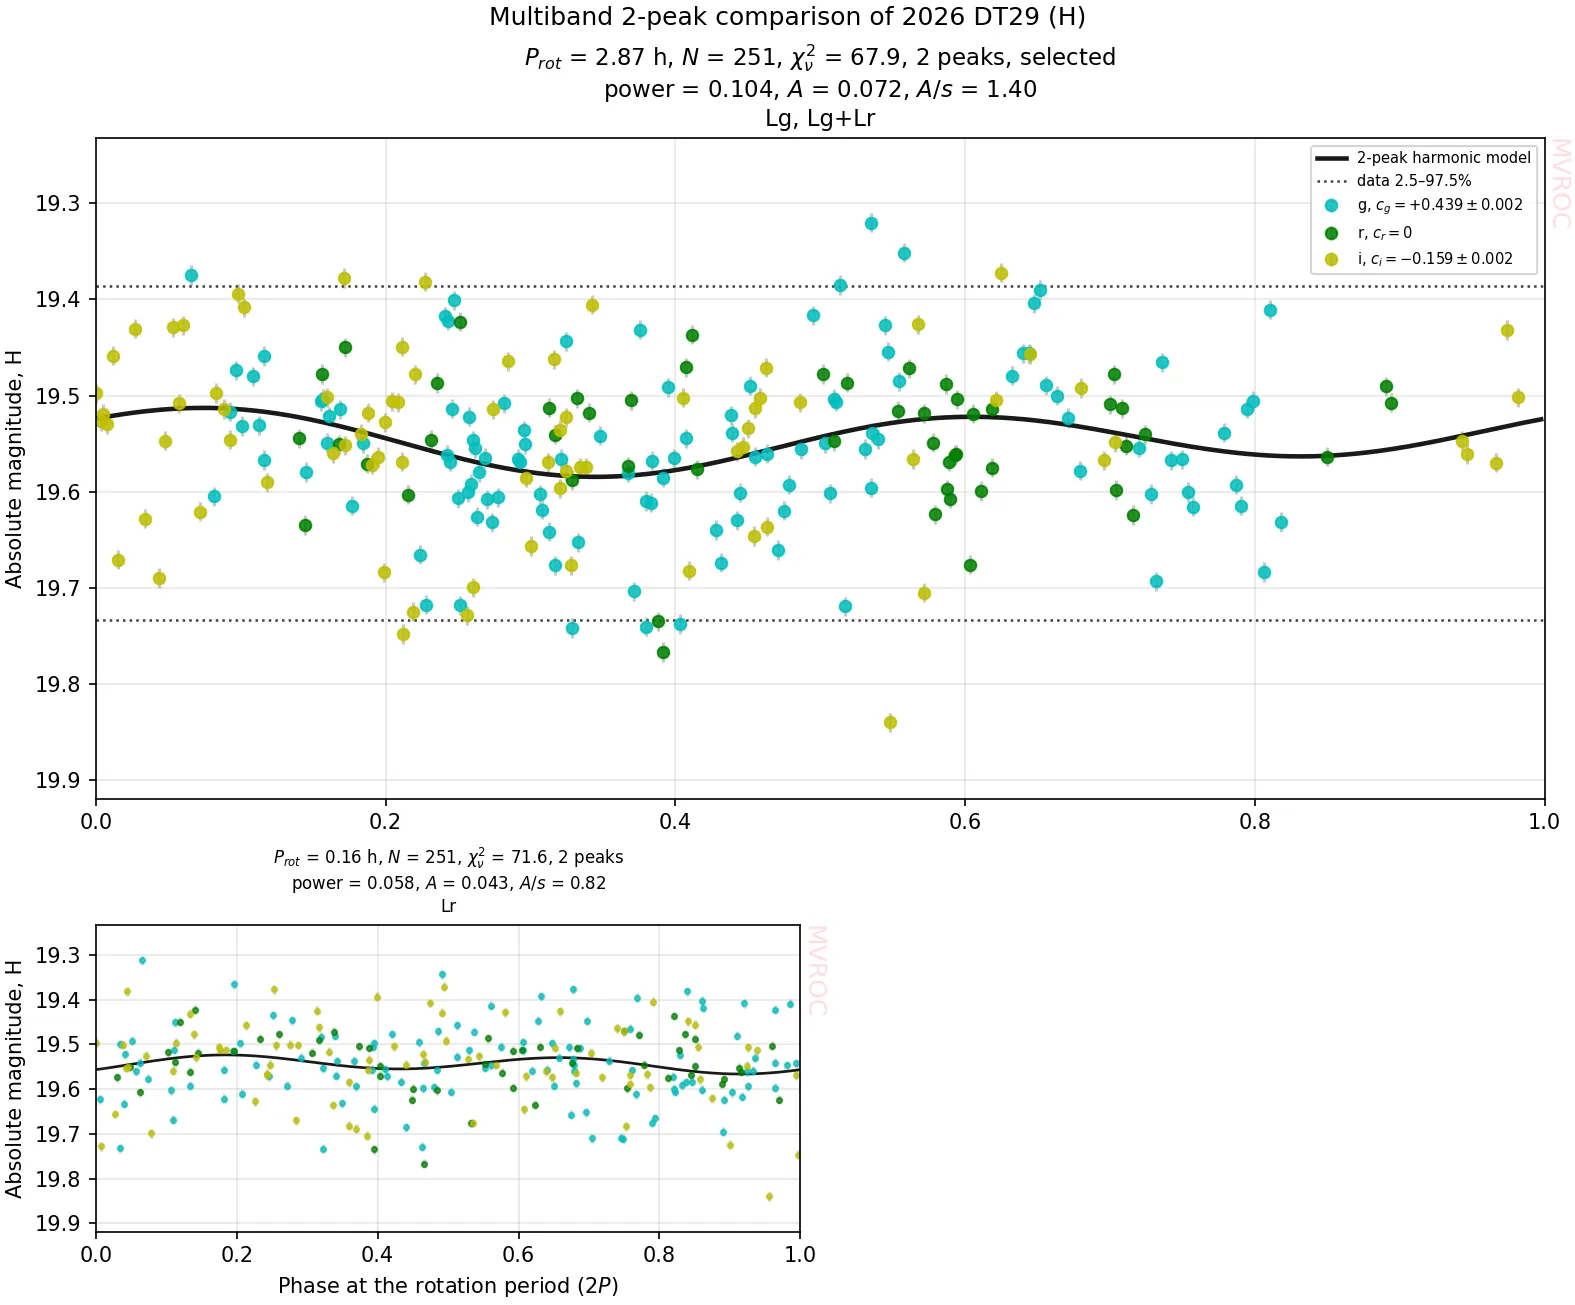 Multiband 2-peak comparison of 2026 DT29 (H)
P_rot = 2.87 h, N = 251, χ²_ν = 67.9, 2 peaks, selected
power = 0.104, A = 0.072, A/s = 1.40
Lg, Lg+Lr
MVROC
2-peak harmonic model
data 2.5–97.5%
g, c_g = +0.439 ± 0.002
r, c_r = 0
i, c_i = −0.159 ± 0.002
Absolute magnitude, H
19.3
19.4
19.5
19.6
19.7
19.8
19.9
0.0 0.2 0.4 0.6 0.8 1.0
P_rot = 0.16 h, N = 251, χ²_ν = 71.6, 2 peaks
power = 0.058, A = 0.043, A/s = 0.82
Lr
MVROC
Absolute magnitude, H
19.3
19.4
19.5
19.6
19.7
19.8
19.9
0.0 0.2 0.4 0.6 0.8 1.0
Phase at the rotation period (2P)